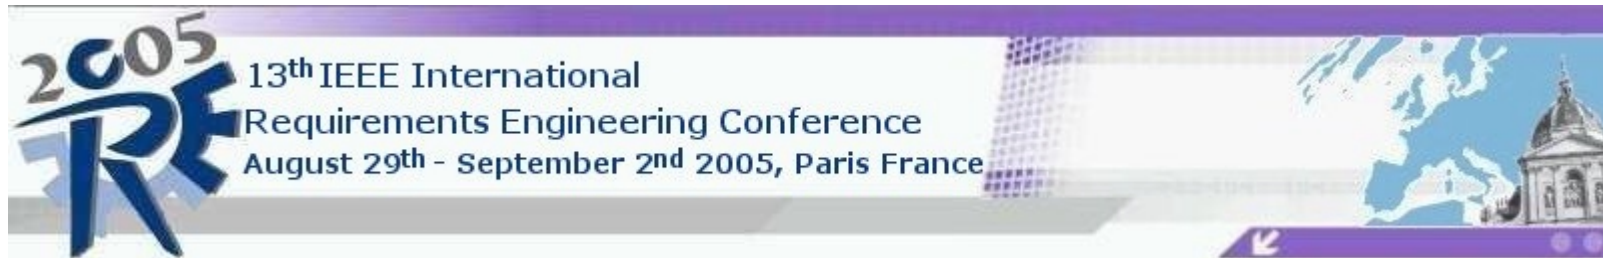 2005
RE
13th IEEE International
Requirements Engineering Conference
August 29th - September 2nd 2005, Paris France